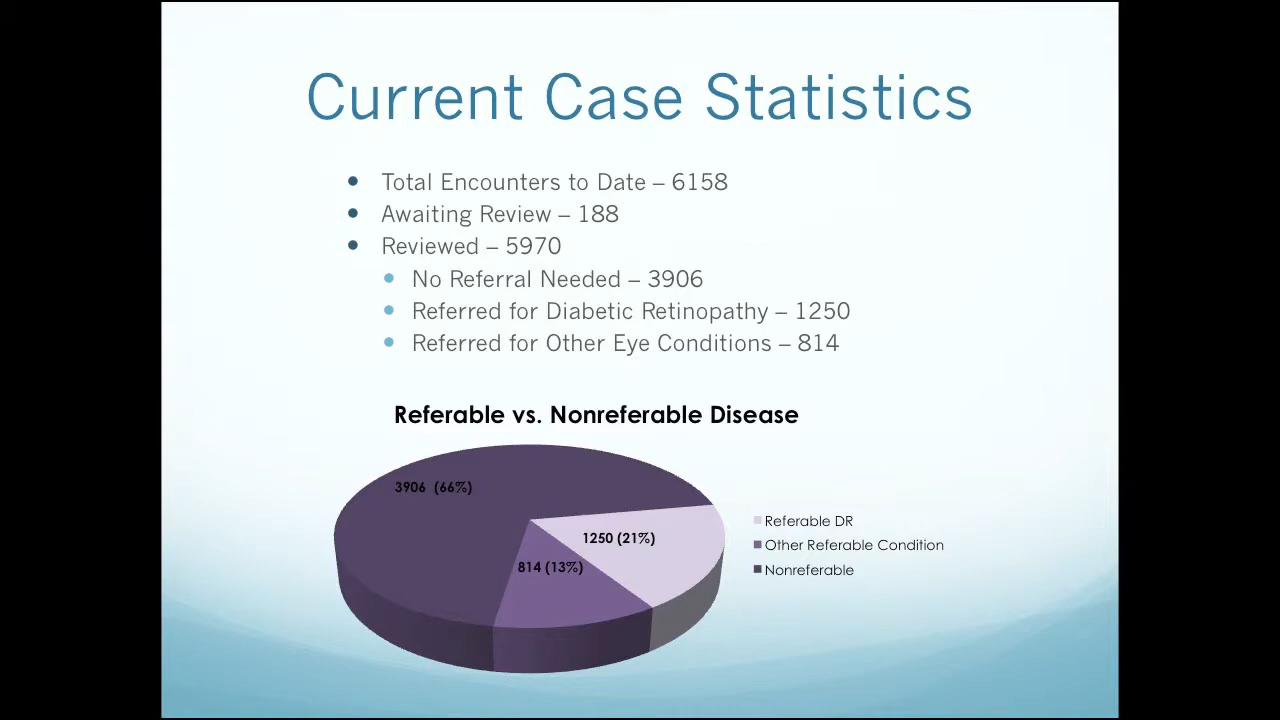 Current Case Statistics
• Total Encounters to Date – 6158
• Awaiting Review – 188
• Reviewed – 5970
• No Referral Needed – 3906
• Referred for Diabetic Retinopathy – 1250
• Referred for Other Eye Conditions – 814
Referable vs. Nonreferable Disease
3906 (66%)
1250 (21%)
814 (13%)
Referable DR
Other Referable Condition
Nonreferable